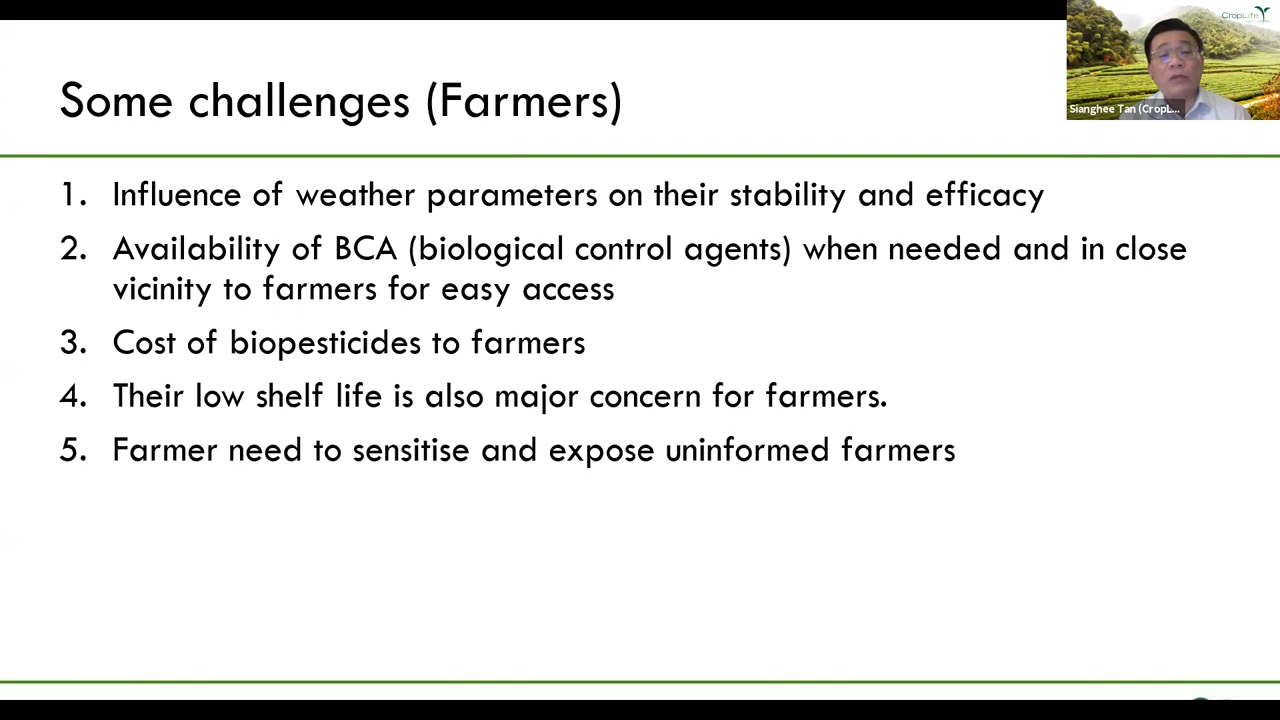 CropLife
Sianghee Tan (CropL...
Some challenges (Farmers)
1. Influence of weather parameters on their stability and efficacy
2. Availability of BCA (biological control agents) when needed and in close
vicinity to farmers for easy access
3. Cost of biopesticides to farmers
4. Their low shelf life is also major concern for farmers.
5. Farmer need to sensitise and expose uninformed farmers